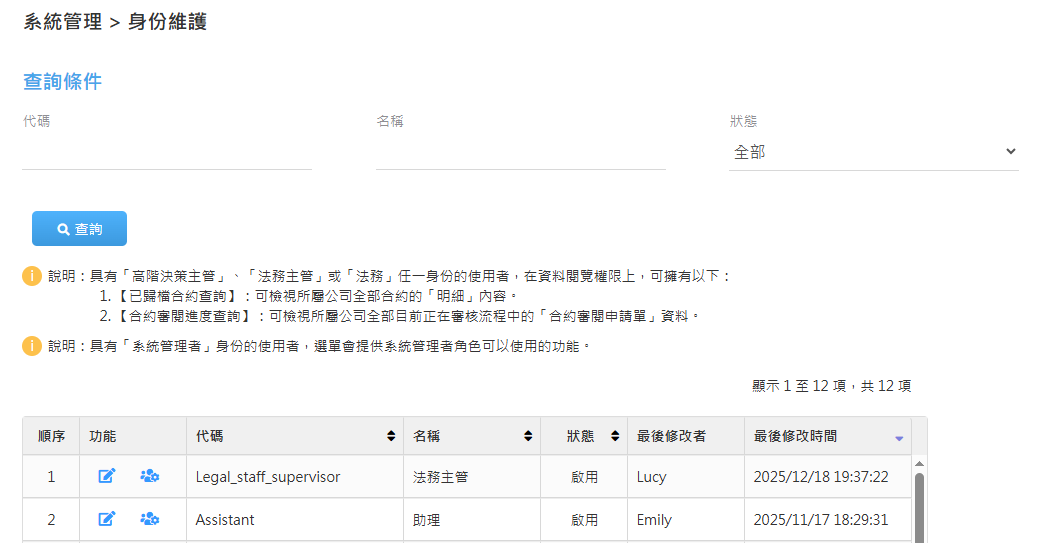 系統管理 > 身份維護
查詢條件
代碼 名稱 狀態
全部
查詢
說明：具有「高階決策主管」、「法務主管」或「法務」任一身份的使用者，在資料閱覽權限上，可擁有以下：
1.【已歸檔合約查詢】：可檢視所屬公司全部合約的「明細」內容。
2.【合約審閱進度查詢】：可檢視所屬公司全部目前正在審核流程中的「合約審閱申請單」資料。
說明：具有「系統管理者」身份的使用者，選單會提供系統管理者角色可以使用的功能。
顯示 1 至 12 項，共 12 項
順序 功能 代碼 名稱 狀態 最後修改者 最後修改時間
1 Legal_staff_supervisor 法務主管 啟用 Lucy 2025/12/18 19:37:22
2 Assistant 助理 啟用 Emily 2025/11/17 18:29:31